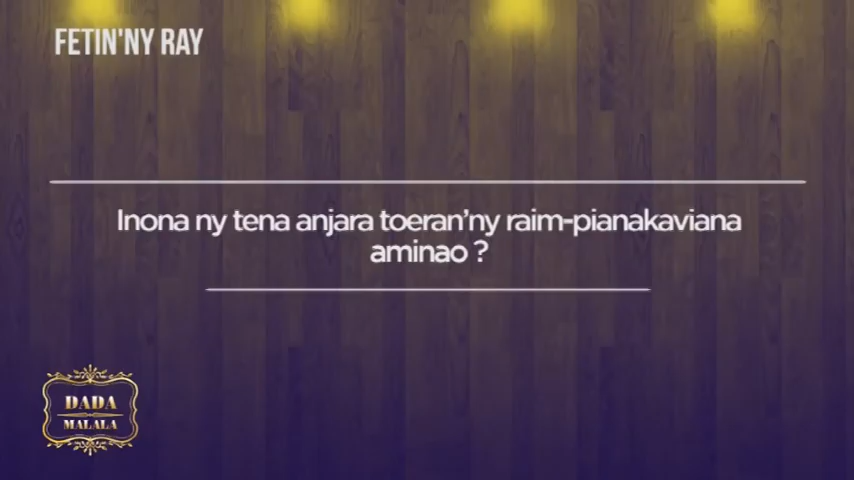 FETIN'NY RAY
Inona ny tena anjara toeran’ny raim-pianakaviana
aminao ?
DADA
MALALA